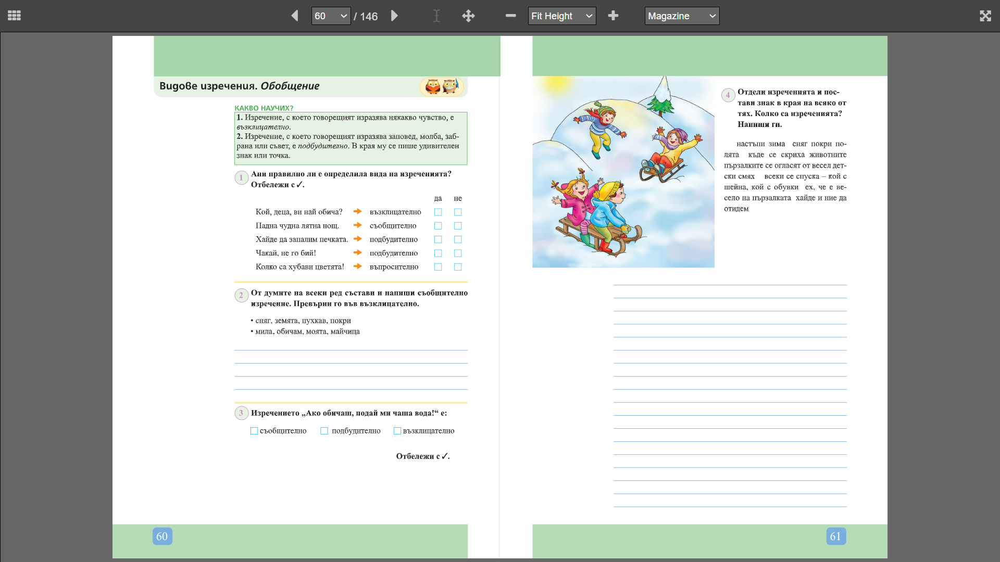 60 / 146 Fit Height Magazine
Видове изречения. Обобщение
КАКВО НАУЧИХ?
1. Изречение, с което говорещият изразява някакво чувство, е
възклицателно.
2. Изречение, с което говорещият изразява заповед, молба, заб-
рана или съвет, е подбудително. В края му се пише удивителен
знак или точка.
1 Ани правилно ли е определила вида на изреченията?
Отбележи с ✓.
да не
Кой, деца, ви най обича? възклицателно
Падна чудна лятна нощ. съобщително
Хайде да запалим печката. подбудително
Чакай, не го бий! подбудително
Колко са хубави цветята! въпросително
2 От думите на всеки ред състави и напиши съобщително
изречение. Превърни го във възклицателно.
• сняг, земята, пухкав, покри
• мила, обичам, моята, майчица
3 Изречението „Ако обичаш, подай ми чаша вода!“ е:
съобщително подбудително възклицателно
Отбележи с ✓.
60
4 Отдели изреченията и пос-
тави знак в края на всяко от
тях. Колко са изреченията?
Напиши ги.
настъпи зима сняг покри по-
лята къде се скриха животните
пързалките се огласят от весел дет-
ски смях всеки се спуска – кой с
шейна, кой с обувки ех, че е ве-
село на пързалката хайде и ние да
отидем
61